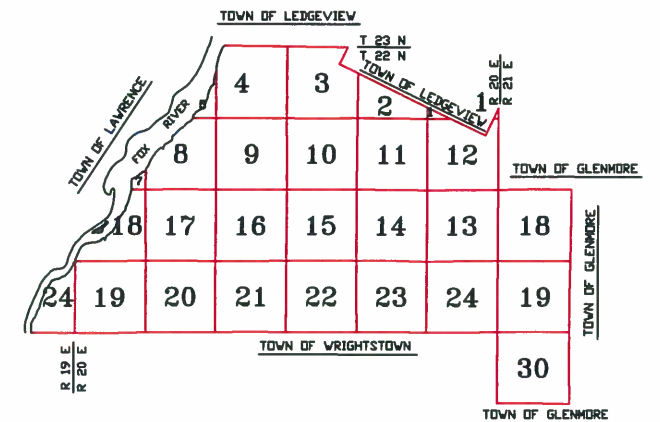 TOWN OF LEDGEVIEW
T 23 N
T 22 N
TOWN OF LEDGEVIEW
R 20 E
R 21 E
TOWN OF LAWRENCE
FOX RIVER
4 3 2 1 1
8 9 10 11 12
TOWN OF GLENMORE
7
18 17 16 15 14 13 18
TOWN OF GLENMORE
24 19 20 21 22 23 24 19
R 19 E
R 20 E
TOWN OF WRIGHTSTOWN
30
TOWN OF GLENMORE